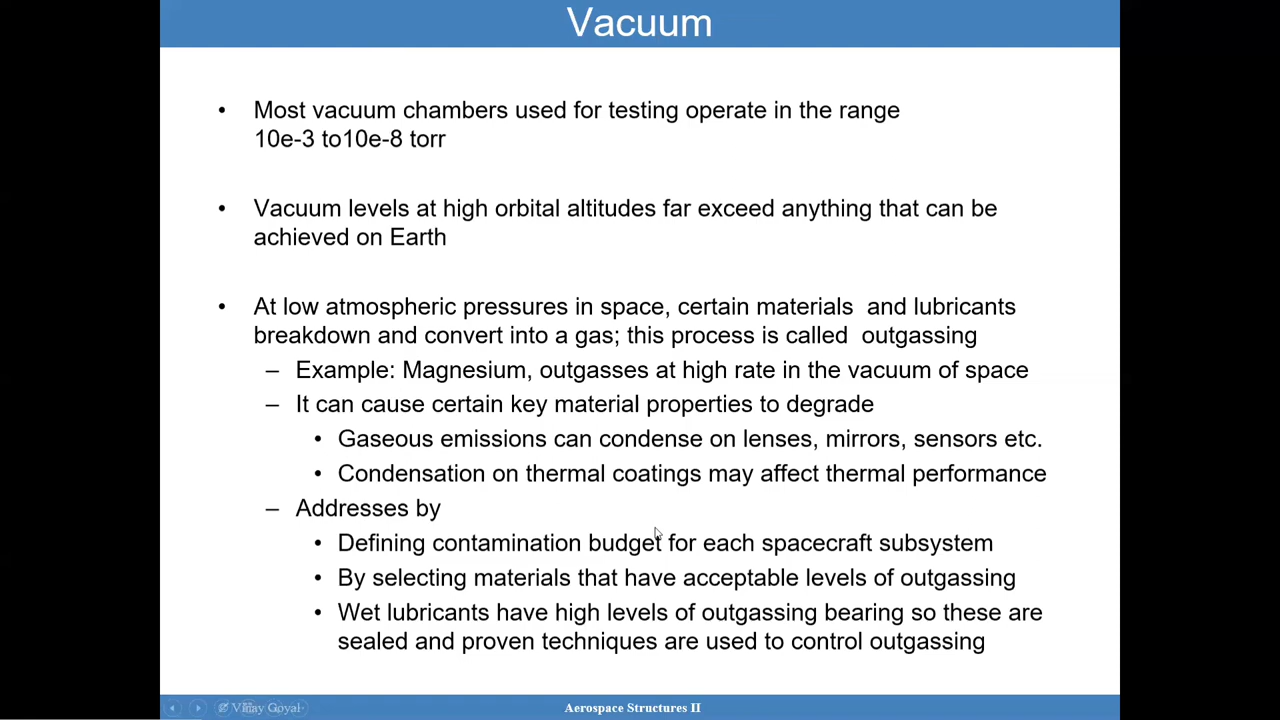 Vacuum
• Most vacuum chambers used for testing operate in the range
10e-3 to10e-8 torr
• Vacuum levels at high orbital altitudes far exceed anything that can be
achieved on Earth
• At low atmospheric pressures in space, certain materials and lubricants
breakdown and convert into a gas; this process is called outgassing
– Example: Magnesium, outgasses at high rate in the vacuum of space
– It can cause certain key material properties to degrade
• Gaseous emissions can condense on lenses, mirrors, sensors etc.
• Condensation on thermal coatings may affect thermal performance
– Addresses by
• Defining contamination budget for each spacecraft subsystem
• By selecting materials that have acceptable levels of outgassing
• Wet lubricants have high levels of outgassing bearing so these are
sealed and proven techniques are used to control outgassing
Goyal
Aerospace Structures II